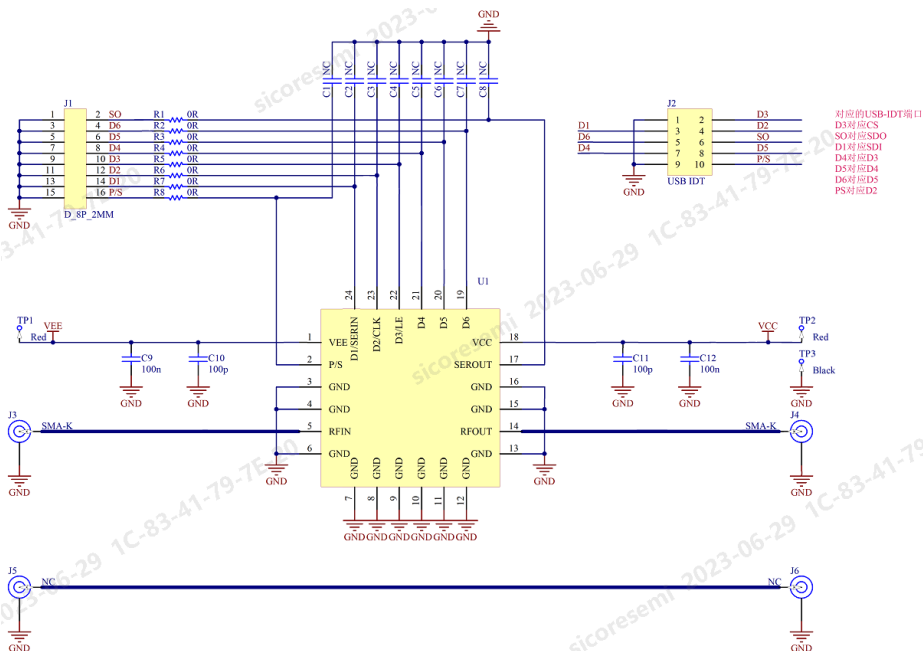 GND
C1 NC
C2 NC
C3 NC
C4 NC
C5 NC
C6 NC
C7 NC
C8 NC
J1
1 2 SO R1 0R
3 4 D6 R2 0R
5 6 D5 R3 0R
7 8 D4 R4 0R
9 10 D3 R5 0R
11 12 D2 R6 0R
13 14 D1 R7 0R
15 16 P/S R8 0R
D_8P_2MM
GND
J2
1 2 D3
D1 3 4 D2
D6 5 6 SO
D4 7 8 D5
9 10 P/S
USB IDT
GND
对应的USB-IDT端口
D3对应CS
SO对应SDO
D1对应SDI
D4对应D3
D5对应D4
D6对应D5
PS对应D2
U1
24 23 22 21 20 19
D1/SERIN
D2/CLK
D3/LE
D4
D5
D6
TP1
Red
VEE
1 VEE
2 P/S
3 GND
4 GND
5 RFIN
6 GND
VCC 18
SEROUT 17
GND 16
GND 15
RFOUT 14
GND 13
GND GND GND GND GND GND
7 8 9 10 11 12
GND GND GND GND GND GND
C9
100n
GND
C10
100p
GND
C11
100p
GND
C12
100n
GND
VCC
TP2
Red
TP3
Black
GND
J3
SMA-K
GND
GND
GND
SMA-K
J4
GND
J5
NC
GND
NC
J6
GND
sicoresemi 2023-06-29 1C-83-41-79-7E-20